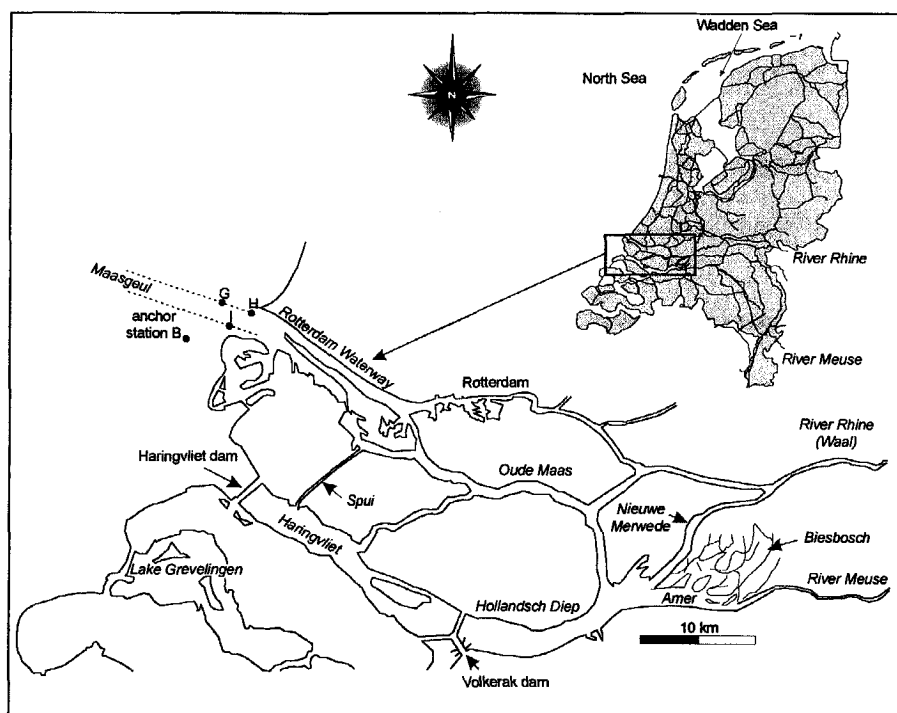 Wadden Sea
North Sea
N
River Rhine
River Meuse
Maasgeul
G
H
I
anchor
station B
Rotterdam Waterway
Rotterdam
River Rhine
(Waal)
Haringvliet dam
Oude Maas
Spui
Nieuwe
Merwede
Haringvliet
Biesbosch
Lake Grevelingen
River Meuse
Amer
Hollandsch Diep
10 km
Volkerak dam